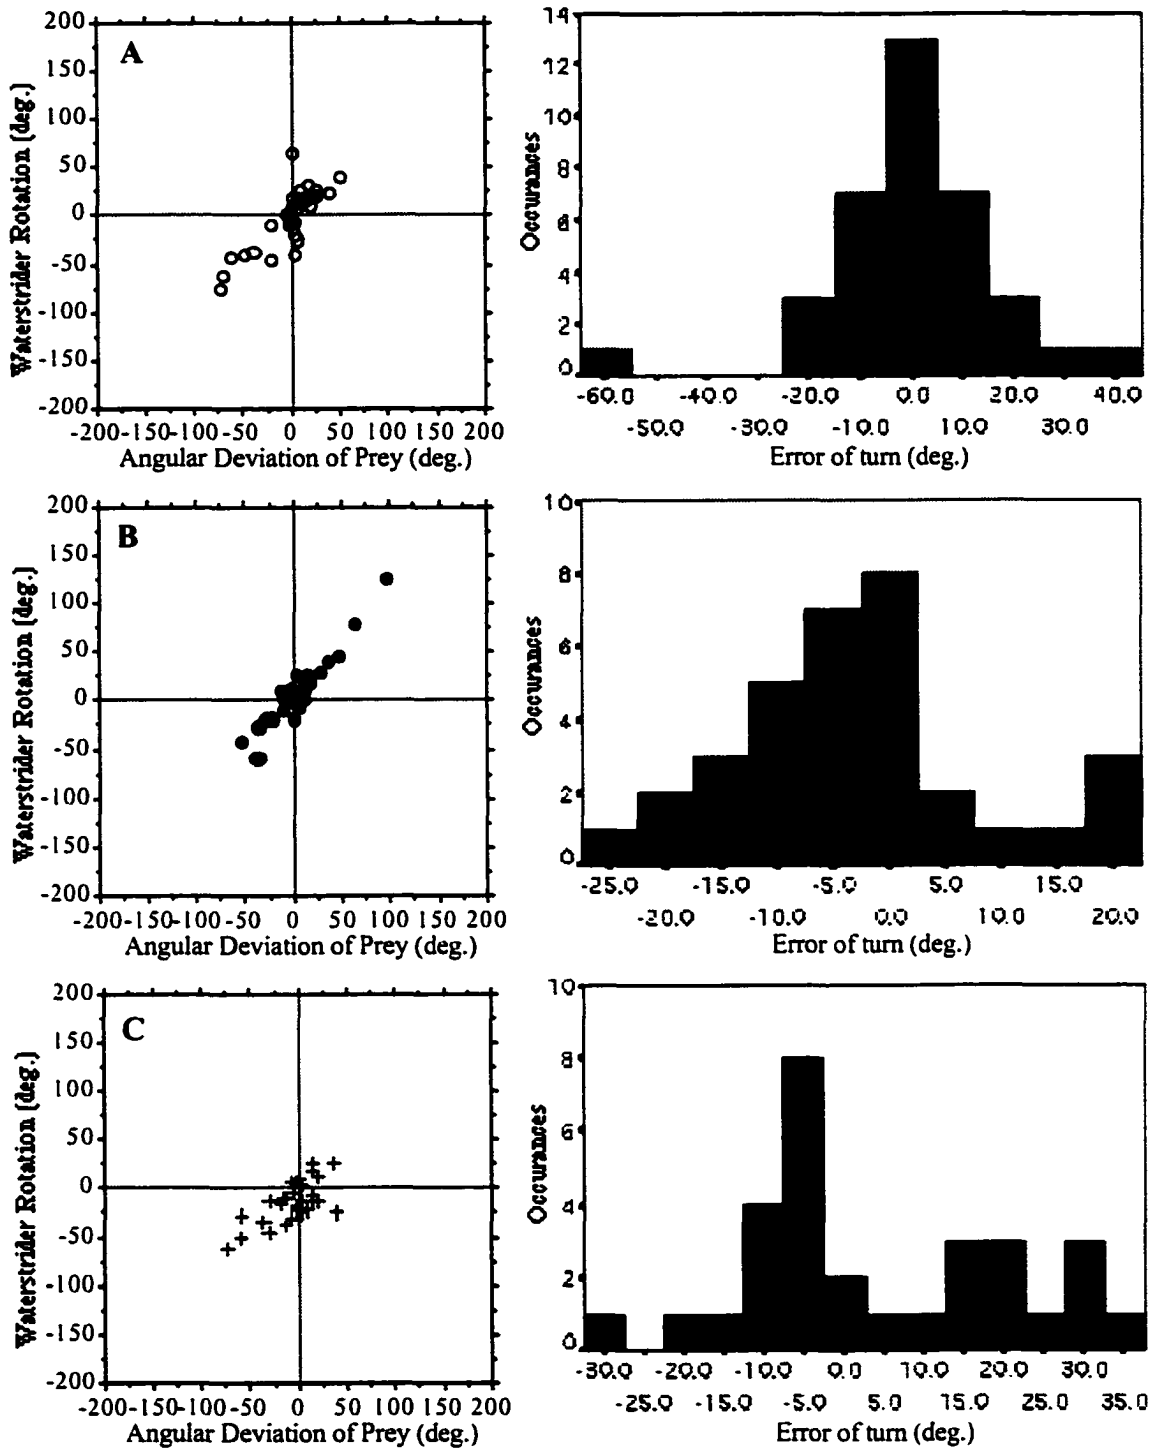 A
Waterstrider Rotation (deg.)
200
150
100
50
0
-50
-100
-150
-200
-200 -150 -100 -50 0 50 100 150 200
Angular Deviation of Prey (deg.)
Occurances
14
12
10
8
6
4
2
0
-60.0 -40.0 -20.0 0.0 20.0 40.0
-50.0 -30.0 -10.0 10.0 30.0
Error of turn (deg.)
B
Waterstrider Rotation (deg.)
200
150
100
50
0
-50
-100
-150
-200
-200 -150 -100 -50 0 50 100 150 200
Angular Deviation of Prey (deg.)
Occurances
10
8
6
4
2
0
-25.0 -15.0 -5.0 5.0 15.0
-20.0 -10.0 0.0 10.0 20.0
Error of turn (deg.)
C
Waterstrider Rotation (deg.)
200
150
100
50
0
-50
-100
-150
-200
-200 -150 -100 -50 0 50 100 150 200
Angular Deviation of Prey (deg.)
Occurances
10
8
6
4
2
0
-30.0 -20.0 -10.0 0.0 10.0 20.0 30.0
-25.0 -15.0 -5.0 5.0 15.0 25.0 35.0
Error of turn (deg.)